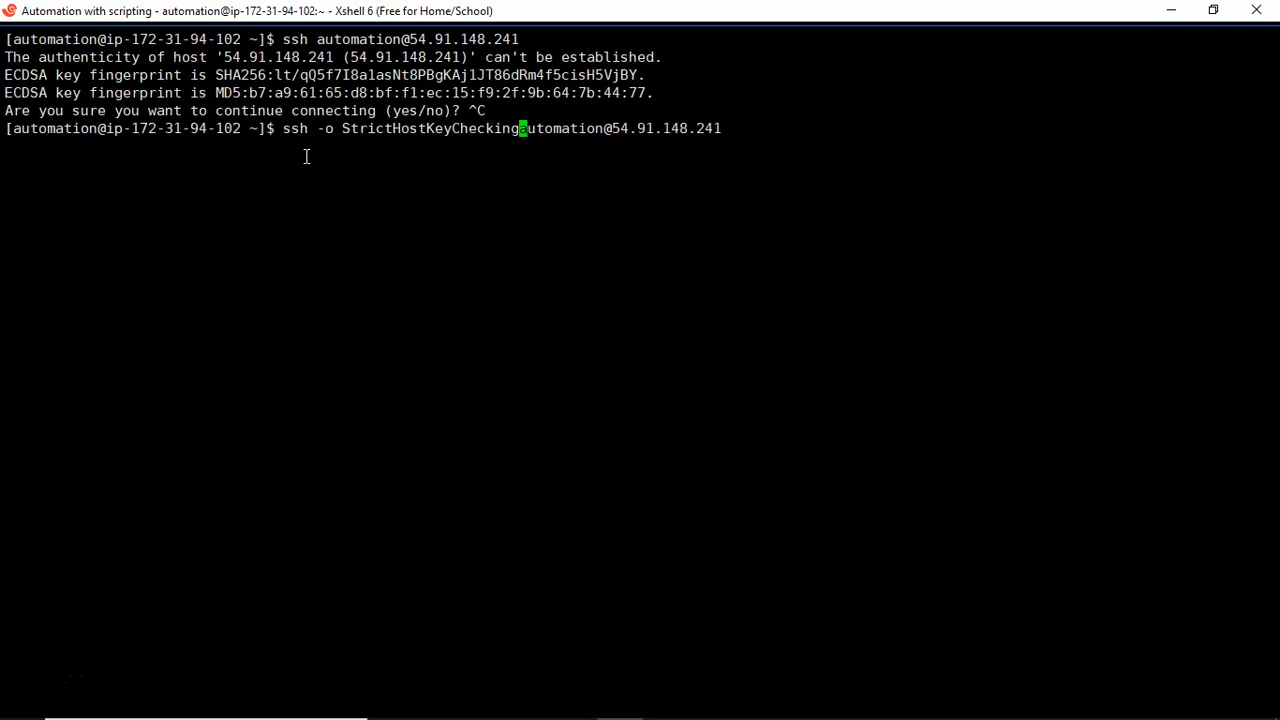 Automation with scripting - automation@ip-172-31-94-102:~ - Xshell 6 (Free for Home/School)
[automation@ip-172-31-94-102 ~]$ ssh automation@54.91.148.241
The authenticity of host '54.91.148.241 (54.91.148.241)' can't be established.
ECDSA key fingerprint is SHA256:lt/qQ5f7I8a1asNt8PBgKAj1JT86dRm4f5cisH5VjBY.
ECDSA key fingerprint is MD5:b7:a9:61:65:d8:bf:f1:ec:15:f9:2f:9b:64:7b:44:77.
Are you sure you want to continue connecting (yes/no)? ^C
[automation@ip-172-31-94-102 ~]$ ssh -o StrictHostKeyCheckingautomation@54.91.148.241